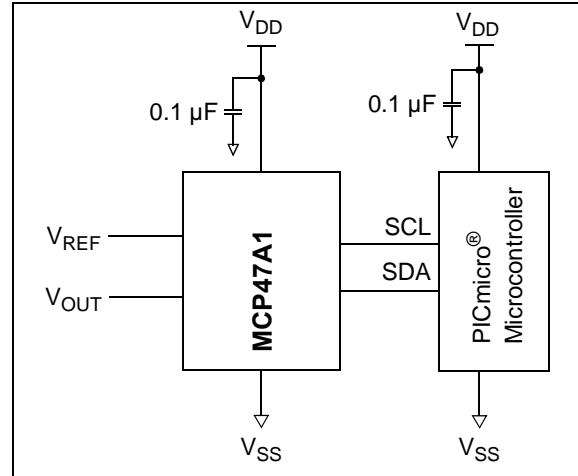 VDD
VDD
0.1 µF
0.1 µF
VREF
VOUT
MCP47A1
SCL
SDA
PICmicro®
Microcontroller
VSS
VSS